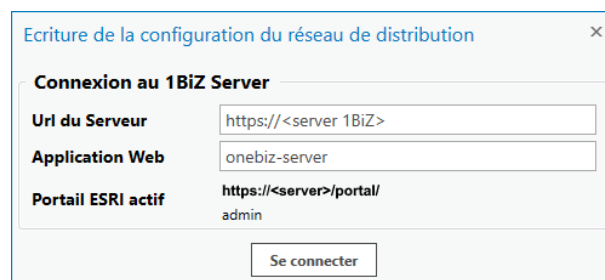 Ecriture de la configuration du réseau de distribution
Connexion au 1BiZ Server
Url du Serveur https://<server 1BiZ>
Application Web onebiz-server
Portail ESRI actif https://<server>/portal/
admin
Se connecter